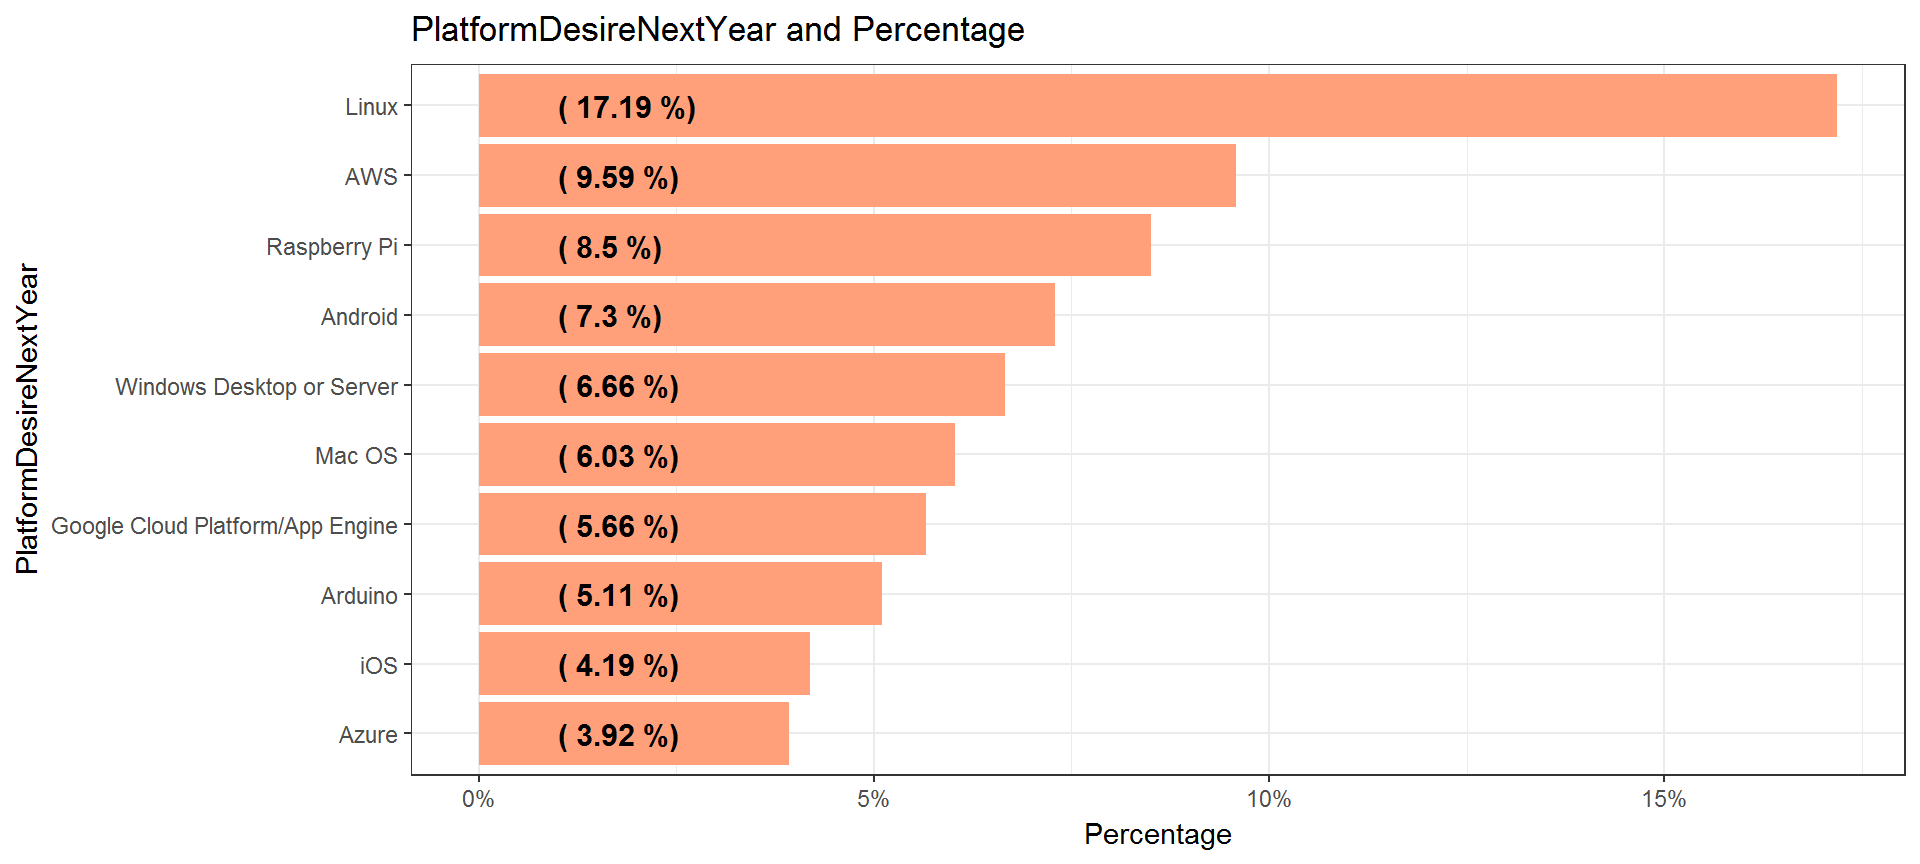 PlatformDesireNextYear and Percentage
PlatformDesireNextYear
Linux ( 17.19 %)
AWS ( 9.59 %)
Raspberry Pi ( 8.5 %)
Android ( 7.3 %)
Windows Desktop or Server ( 6.66 %)
Mac OS ( 6.03 %)
Google Cloud Platform/App Engine ( 5.66 %)
Arduino ( 5.11 %)
iOS ( 4.19 %)
Azure ( 3.92 %)
0% 5% 10% 15%
Percentage